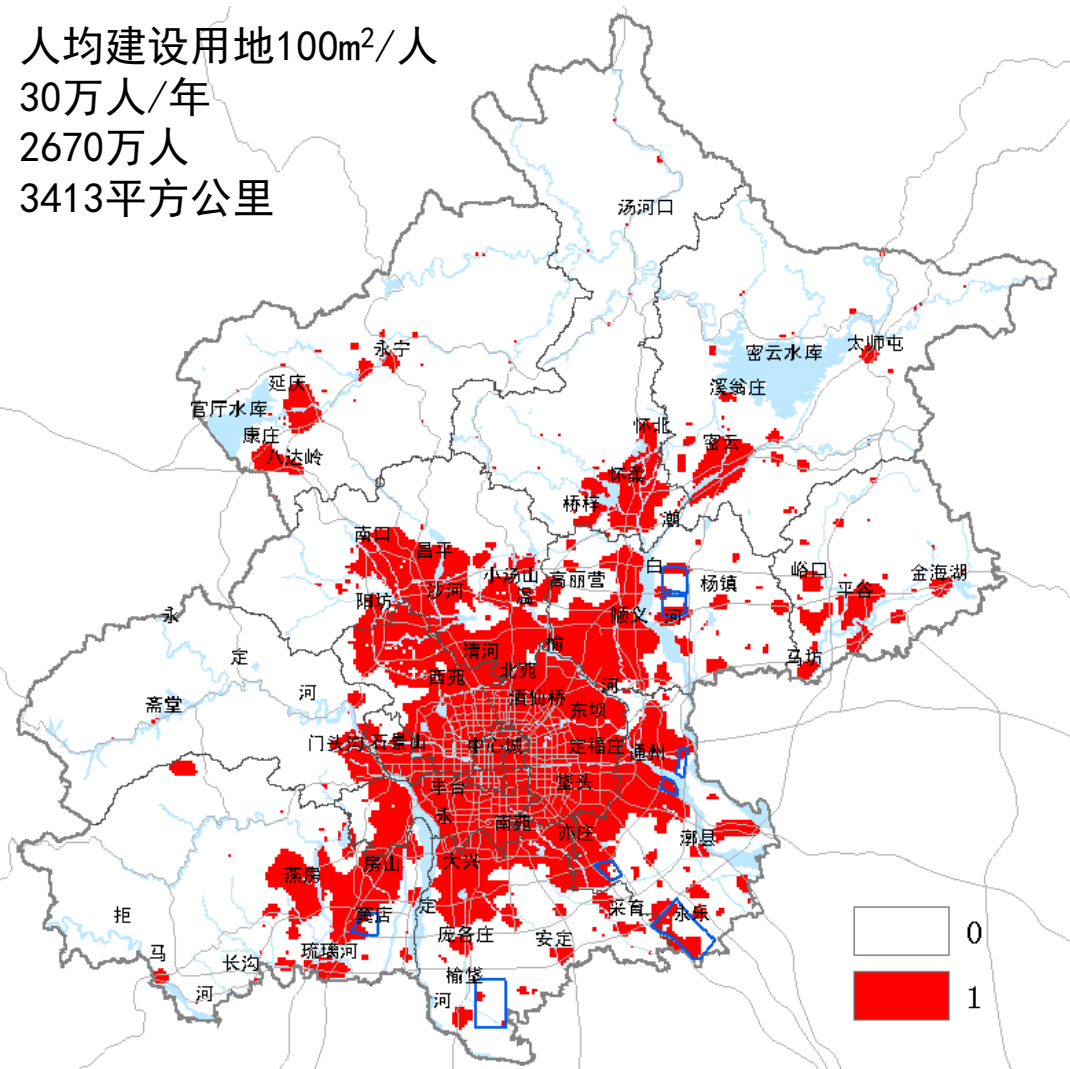 人均建设用地100m²/人
30万人/年
2670万人
3413平方公里
汤河口
密云水库
太师屯
永宁
延庆
溪翁庄
官厅水库
康庄
怀北
密云
八达岭
怀柔
桥梓
潮
南口
昌平
白
小汤山
高丽营
杨镇
峪口
金海湖
沙河
温
平谷
阳坊
顺义
河
永
清河
榆
定
马坊
西苑
北苑
河
河
酒仙桥
斋堂
东坝
门头沟
石景山
中心城
定福庄
通州
丰台
垡头
永
南苑
亦庄
漷县
大兴
房山
燕房
定
采育
永乐
拒
窦店
庞各庄
安定
马
琉璃河
长沟
榆垡
河
河
0
1